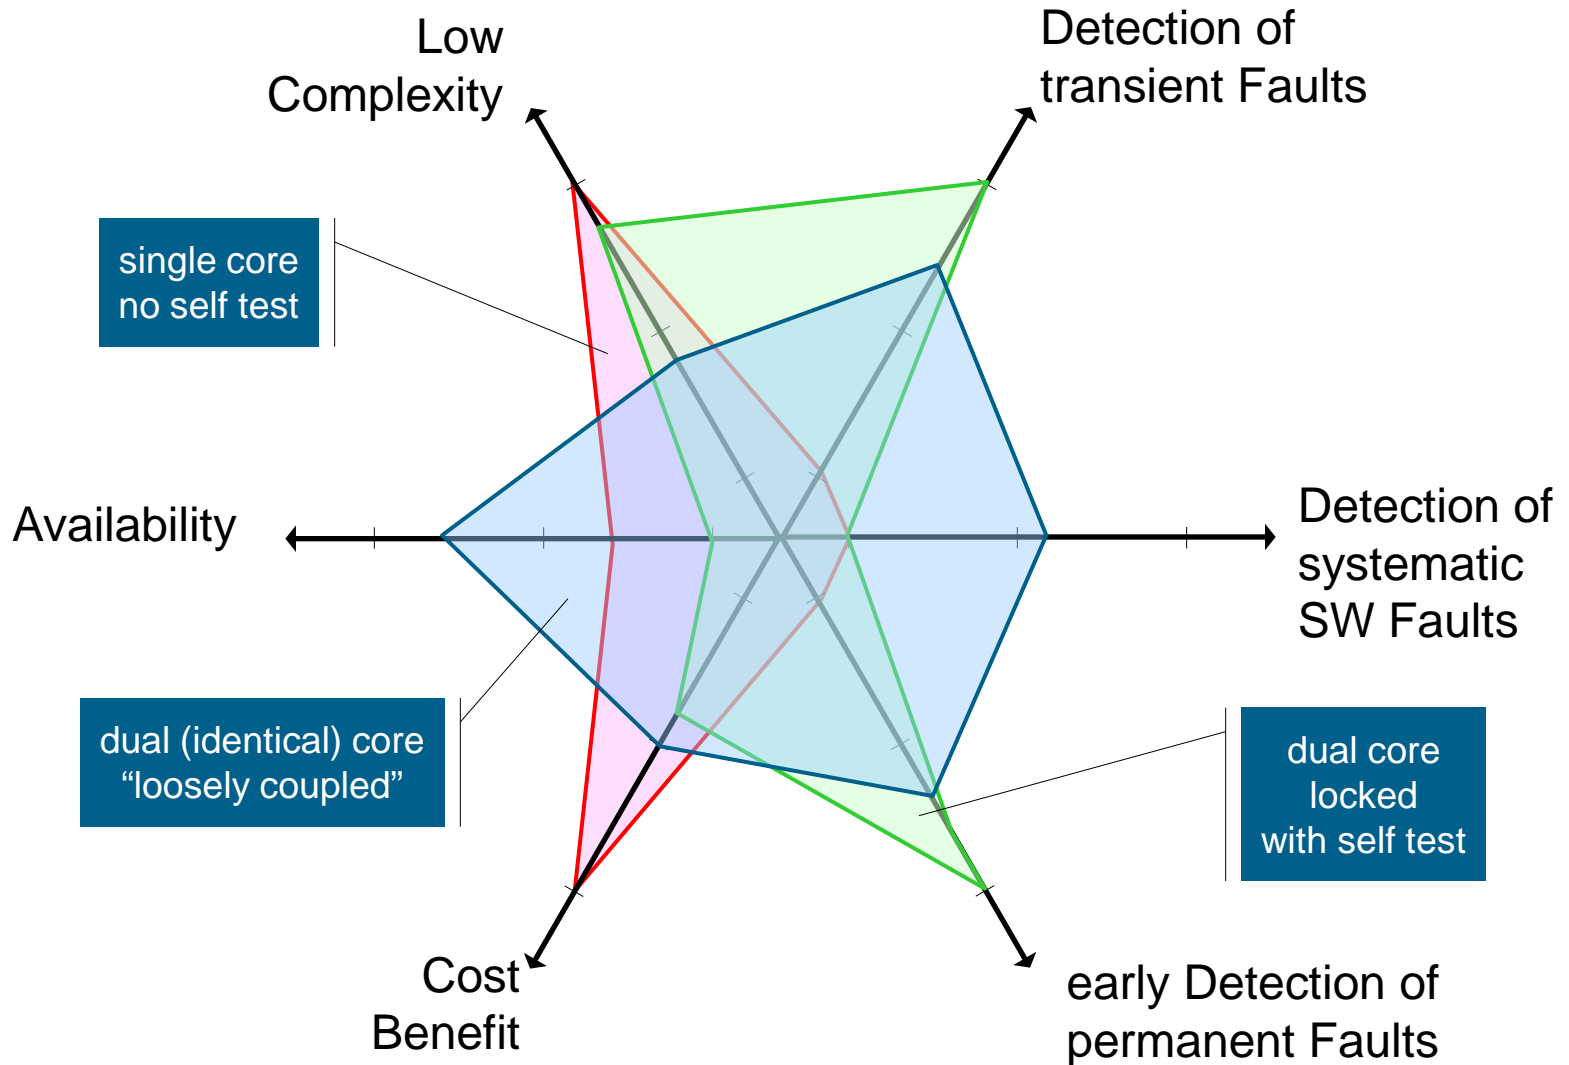 Low
Complexity
Detection of
transient Faults
single core
no self test
Availability
Detection of
systematic
SW Faults
dual (identical) core
“loosely coupled”
dual core
locked
with self test
Cost
Benefit
early Detection of
permanent Faults